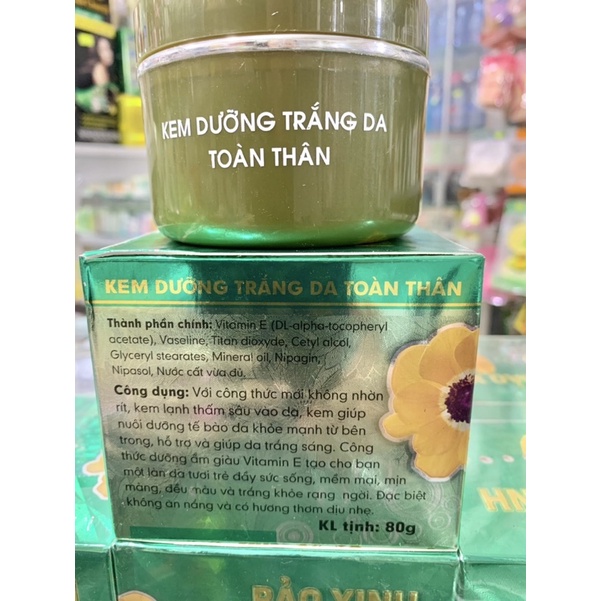 KEM DƯỠNG TRẮNG DA
TOÀN THÂN
KEM DƯỠNG TRẮNG DA TOÀN THÂN
Thành phần chính: Vitamin E (DL-alpha-tocopheryl
acetate), Vaseline, Titan dioxyde, Cetyl alcol,
Glyceryl stearates, Mineral oil, Nipagin,
Nipasol, Nước cất vừa đủ.
Công dụng: Với công thức mới không nhờn
rít, kem lạnh thấm sâu vào da, kem giúp
nuôi dưỡng tế bào da khỏe mạnh từ bên
trong, hỗ trợ và giúp da trắng sáng. Công
thức dưỡng ẩm giàu Vitamin E tạo cho bạn
một làn da tươi trẻ đầy sức sống, mềm mại, mịn
màng, đều màu và trắng khỏe rạng ngời. Đặc biệt
không ăn nắng và có hương thơm dịu nhẹ.
KL tịnh: 80g
BẢO XINH